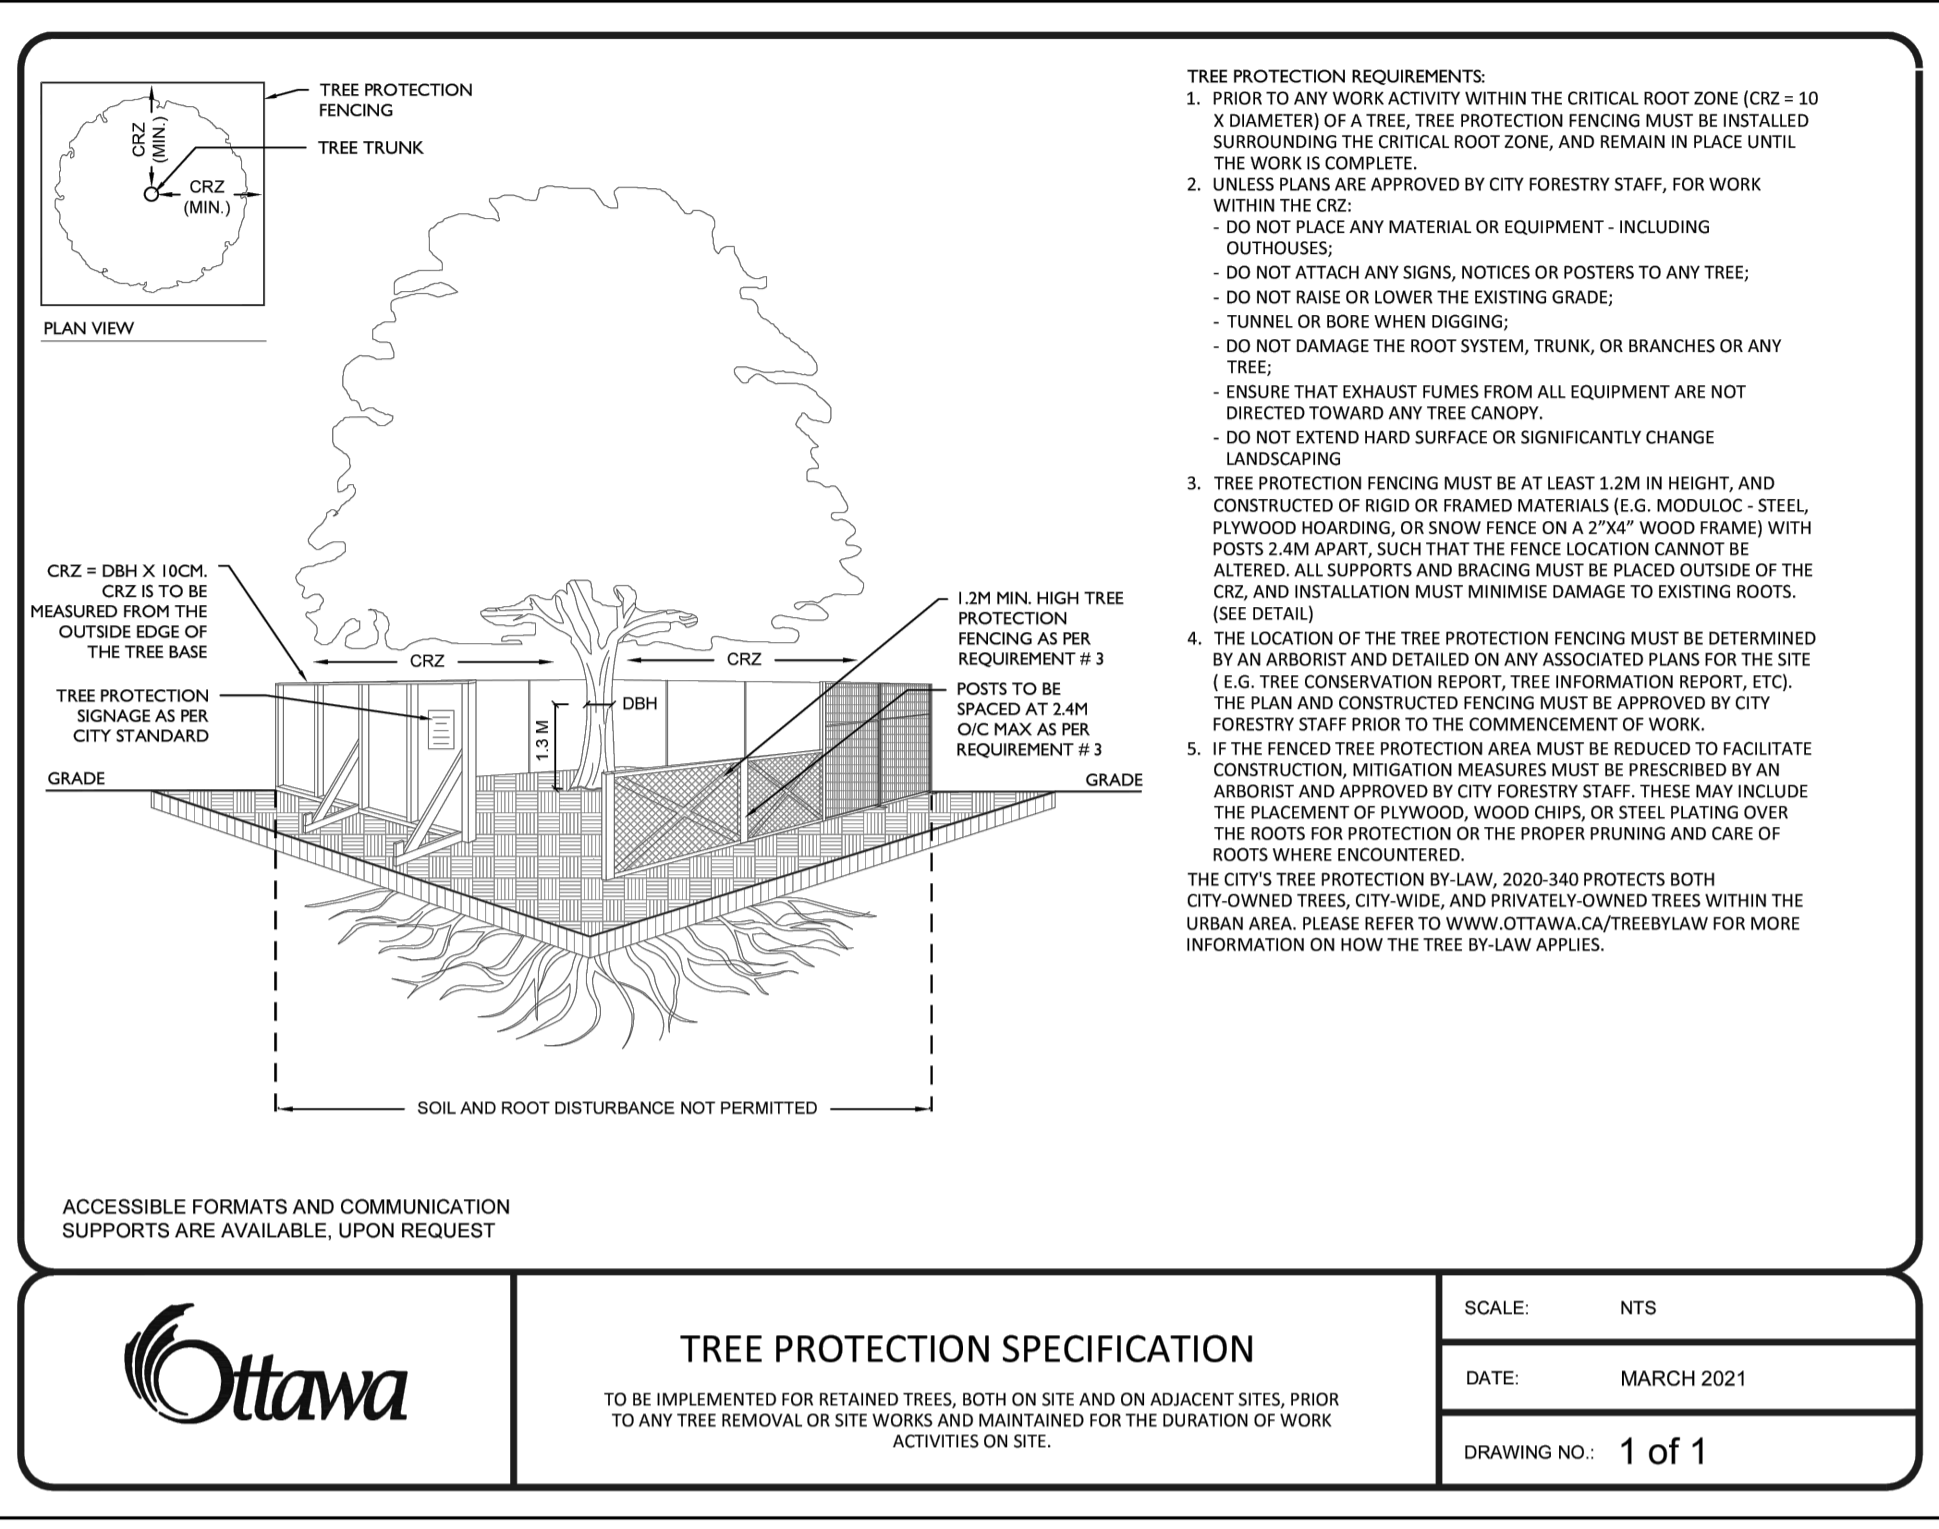 TREE PROTECTION
FENCING
TREE TRUNK
CRZ
(MIN.)
CRZ
(MIN.)
PLAN VIEW
CRZ = DBH X 10CM.
CRZ IS TO BE
MEASURED FROM THE
OUTSIDE EDGE OF
THE TREE BASE
TREE PROTECTION
SIGNAGE AS PER
CITY STANDARD
GRADE
CRZ
CRZ
DBH
1.3 M
1.2M MIN. HIGH TREE
PROTECTION
FENCING AS PER
REQUIREMENT # 3
POSTS TO BE
SPACED AT 2.4M
O/C MAX AS PER
REQUIREMENT # 3
GRADE
SOIL AND ROOT DISTURBANCE NOT PERMITTED
ACCESSIBLE FORMATS AND COMMUNICATION
SUPPORTS ARE AVAILABLE, UPON REQUEST
TREE PROTECTION REQUIREMENTS:
1. PRIOR TO ANY WORK ACTIVITY WITHIN THE CRITICAL ROOT ZONE (CRZ = 10
X DIAMETER) OF A TREE, TREE PROTECTION FENCING MUST BE INSTALLED
SURROUNDING THE CRITICAL ROOT ZONE, AND REMAIN IN PLACE UNTIL
THE WORK IS COMPLETE.
2. UNLESS PLANS ARE APPROVED BY CITY FORESTRY STAFF, FOR WORK
WITHIN THE CRZ:
- DO NOT PLACE ANY MATERIAL OR EQUIPMENT - INCLUDING
OUTHOUSES;
- DO NOT ATTACH ANY SIGNS, NOTICES OR POSTERS TO ANY TREE;
- DO NOT RAISE OR LOWER THE EXISTING GRADE;
- TUNNEL OR BORE WHEN DIGGING;
- DO NOT DAMAGE THE ROOT SYSTEM, TRUNK, OR BRANCHES OR ANY
TREE;
- ENSURE THAT EXHAUST FUMES FROM ALL EQUIPMENT ARE NOT
DIRECTED TOWARD ANY TREE CANOPY.
- DO NOT EXTEND HARD SURFACE OR SIGNIFICANTLY CHANGE
LANDSCAPING
3. TREE PROTECTION FENCING MUST BE AT LEAST 1.2M IN HEIGHT, AND
CONSTRUCTED OF RIGID OR FRAMED MATERIALS (E.G. MODULOC - STEEL,
PLYWOOD HOARDING, OR SNOW FENCE ON A 2”X4” WOOD FRAME) WITH
POSTS 2.4M APART, SUCH THAT THE FENCE LOCATION CANNOT BE
ALTERED. ALL SUPPORTS AND BRACING MUST BE PLACED OUTSIDE OF THE
CRZ, AND INSTALLATION MUST MINIMISE DAMAGE TO EXISTING ROOTS.
(SEE DETAIL)
4. THE LOCATION OF THE TREE PROTECTION FENCING MUST BE DETERMINED
BY AN ARBORIST AND DETAILED ON ANY ASSOCIATED PLANS FOR THE SITE
( E.G. TREE CONSERVATION REPORT, TREE INFORMATION REPORT, ETC).
THE PLAN AND CONSTRUCTED FENCING MUST BE APPROVED BY CITY
FORESTRY STAFF PRIOR TO THE COMMENCEMENT OF WORK.
5. IF THE FENCED TREE PROTECTION AREA MUST BE REDUCED TO FACILITATE
CONSTRUCTION, MITIGATION MEASURES MUST BE PRESCRIBED BY AN
ARBORIST AND APPROVED BY CITY FORESTRY STAFF. THESE MAY INCLUDE
THE PLACEMENT OF PLYWOOD, WOOD CHIPS, OR STEEL PLATING OVER
THE ROOTS FOR PROTECTION OR THE PROPER PRUNING AND CARE OF
ROOTS WHERE ENCOUNTERED.
THE CITY'S TREE PROTECTION BY-LAW, 2020-340 PROTECTS BOTH
CITY-OWNED TREES, CITY-WIDE, AND PRIVATELY-OWNED TREES WITHIN THE
URBAN AREA. PLEASE REFER TO WWW.OTTAWA.CA/TREEBYLAW FOR MORE
INFORMATION ON HOW THE TREE BY-LAW APPLIES.
Ottawa
TREE PROTECTION SPECIFICATION
TO BE IMPLEMENTED FOR RETAINED TREES, BOTH ON SITE AND ON ADJACENT SITES, PRIOR
TO ANY TREE REMOVAL OR SITE WORKS AND MAINTAINED FOR THE DURATION OF WORK
ACTIVITIES ON SITE.
SCALE: NTS
DATE: MARCH 2021
DRAWING NO.: 1 of 1